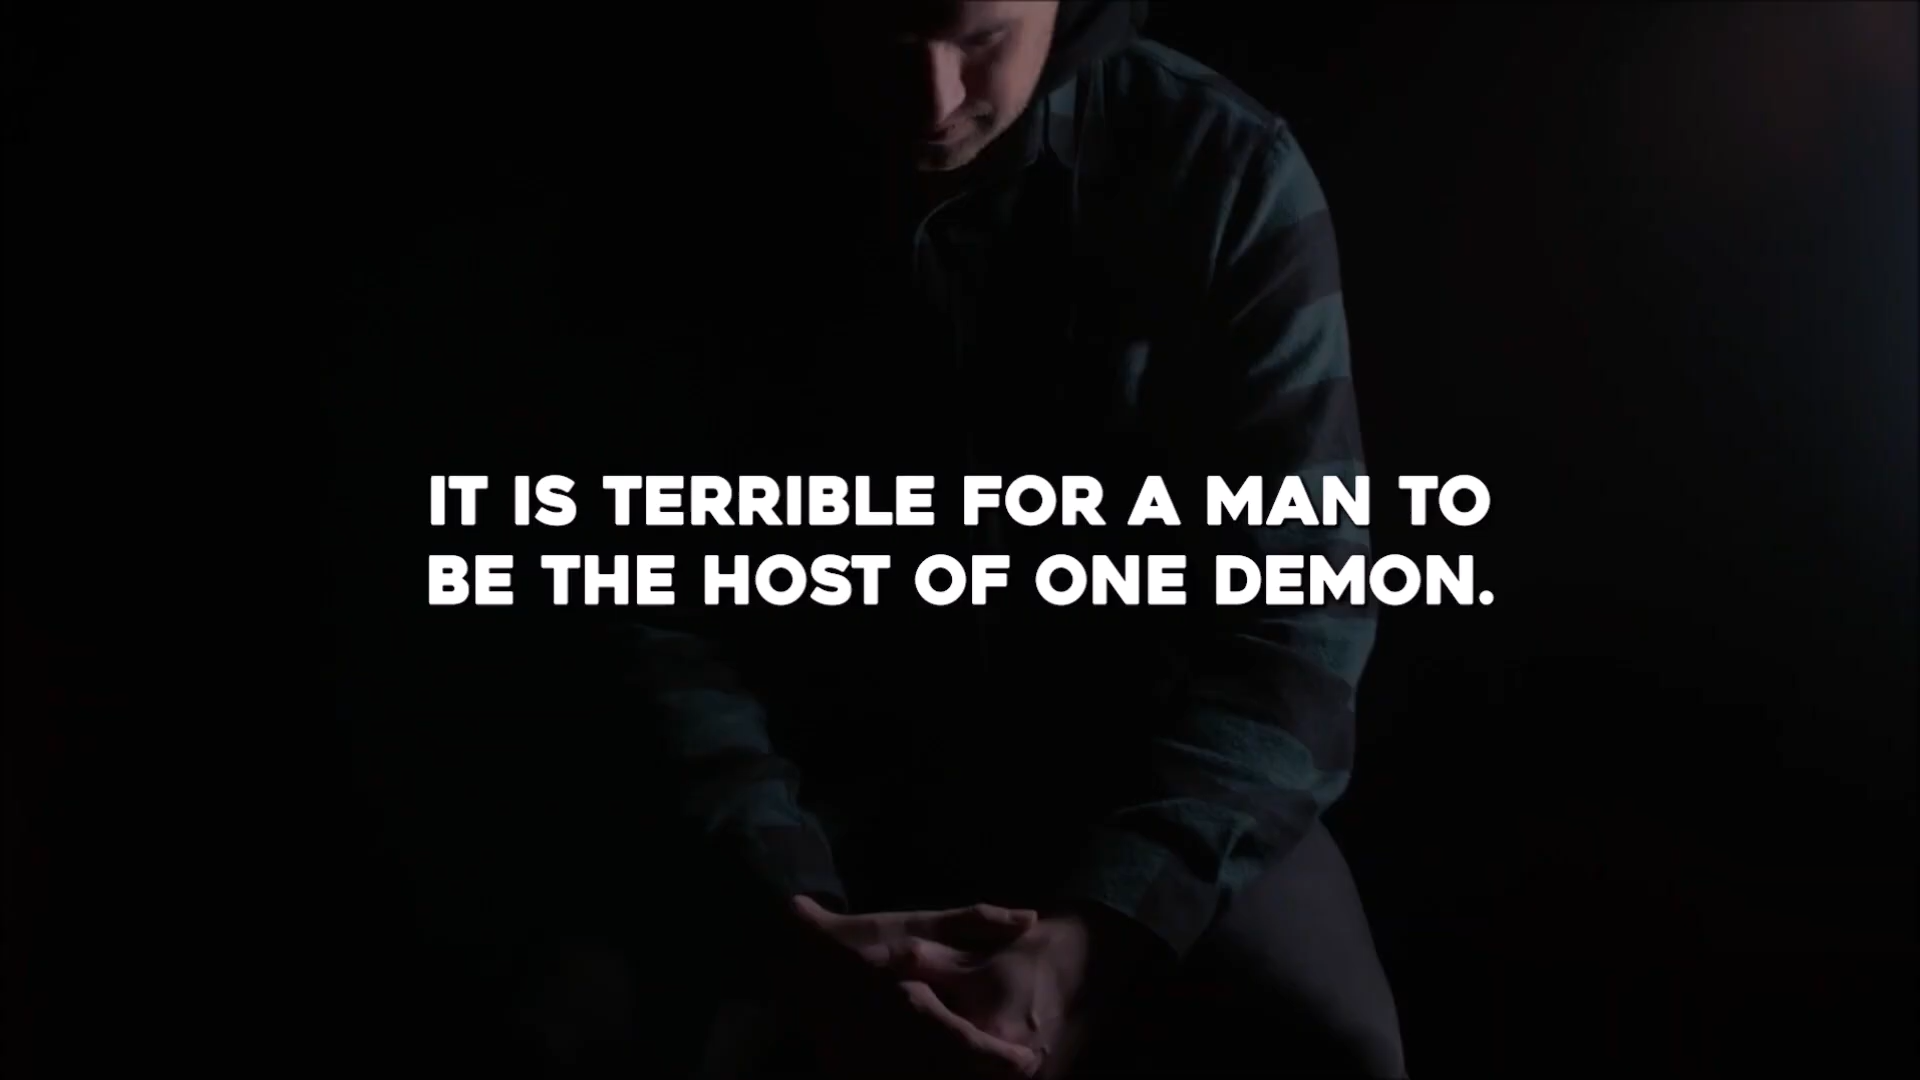 IT IS TERRIBLE FOR A MAN TO
BE THE HOST OF ONE DEMON.